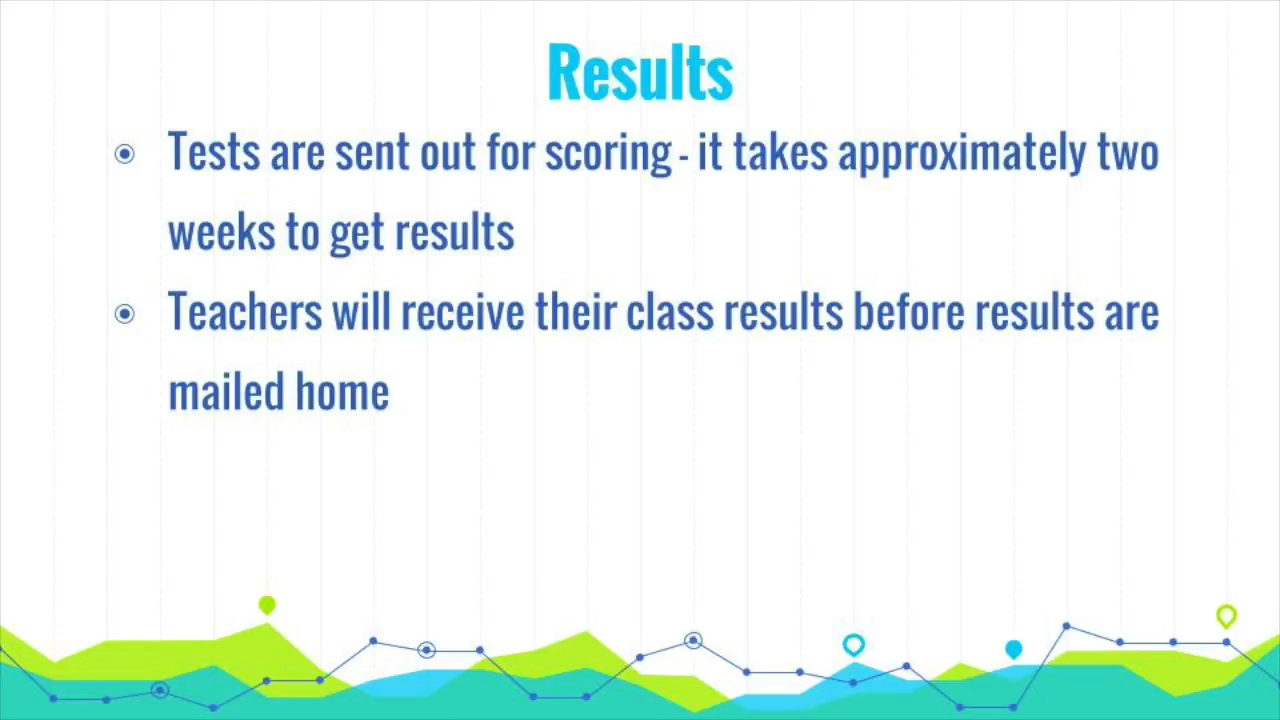 Results
Tests are sent out for scoring - it takes approximately two
weeks to get results
Teachers will receive their class results before results are
mailed home